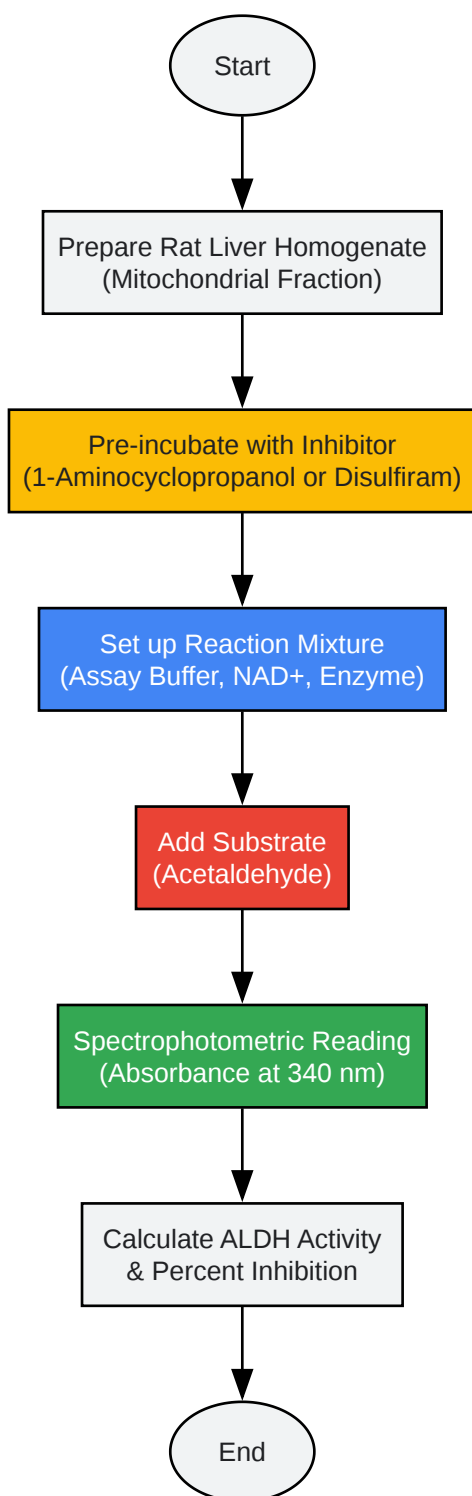 Start
Prepare Rat Liver Homogenate
(Mitochondrial Fraction)
Pre-incubate with Inhibitor
(1-Aminocyclopropanol or Disulfiram)
Set up Reaction Mixture
(Assay Buffer, NAD+, Enzyme)
Add Substrate
(Acetaldehyde)
Spectrophotometric Reading
(Absorbance at 340 nm)
Calculate ALDH Activity
& Percent Inhibition
End